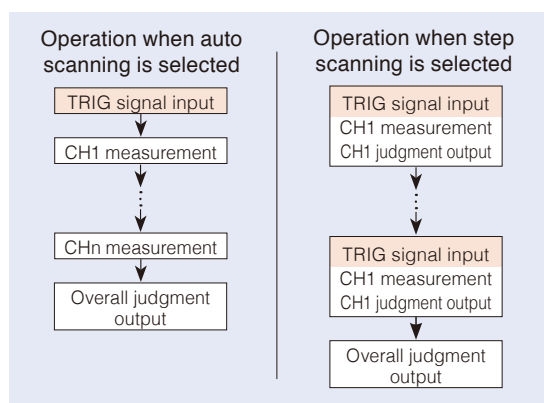 Operation when auto
scanning is selected
TRIG signal input
CH1 measurement
CHn measurement
Overall judgment
output
Operation when step
scanning is selected
TRIG signal input
CH1 measurement
CH1 judgment output
TRIG signal input
CH1 measurement
CH1 judgment output
Overall judgment
output